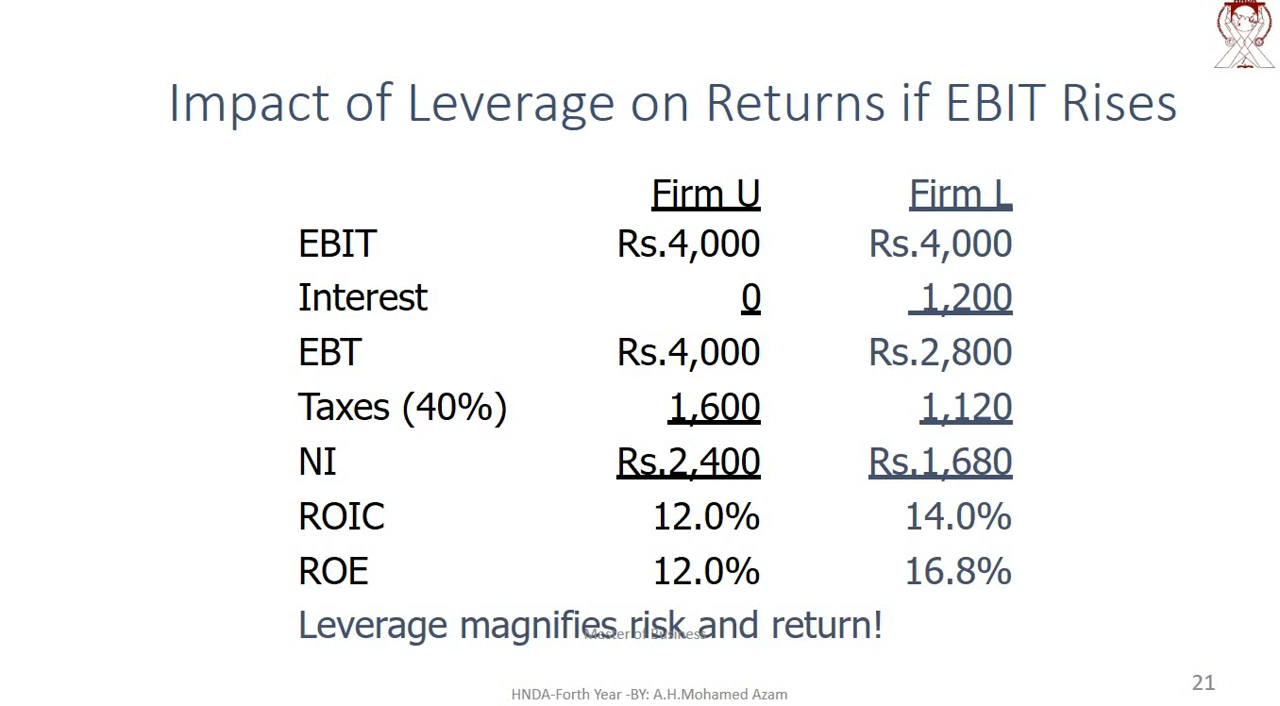 Impact of Leverage on Returns if EBIT Rises
Firm U Firm L
EBIT Rs.4,000 Rs.4,000
Interest 0 1,200
EBT Rs.4,000 Rs.2,800
Taxes (40%) 1,600 1,120
NI Rs.2,400 Rs.1,680
ROIC 12.0% 14.0%
ROE 12.0% 16.8%
Leverage magnifies risk and return!
Master of Business
HNDA-Forth Year -BY: A.H.Mohamed Azam
21